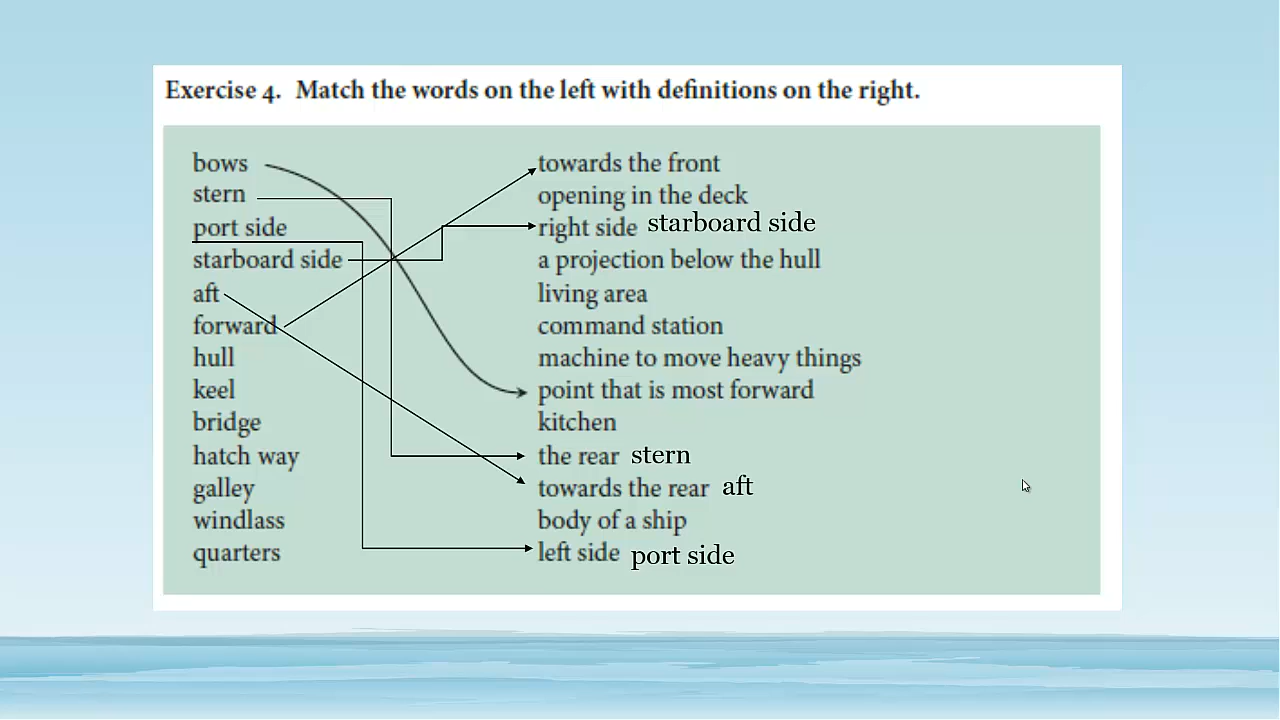 Exercise 4. Match the words on the left with definitions on the right.
bows towards the front
stern opening in the deck
port side right side starboard side
starboard side a projection below the hull
aft living area
forward command station
hull machine to move heavy things
keel point that is most forward
bridge kitchen
hatch way the rear stern
galley towards the rear aft
windlass body of a ship
quarters left side port side